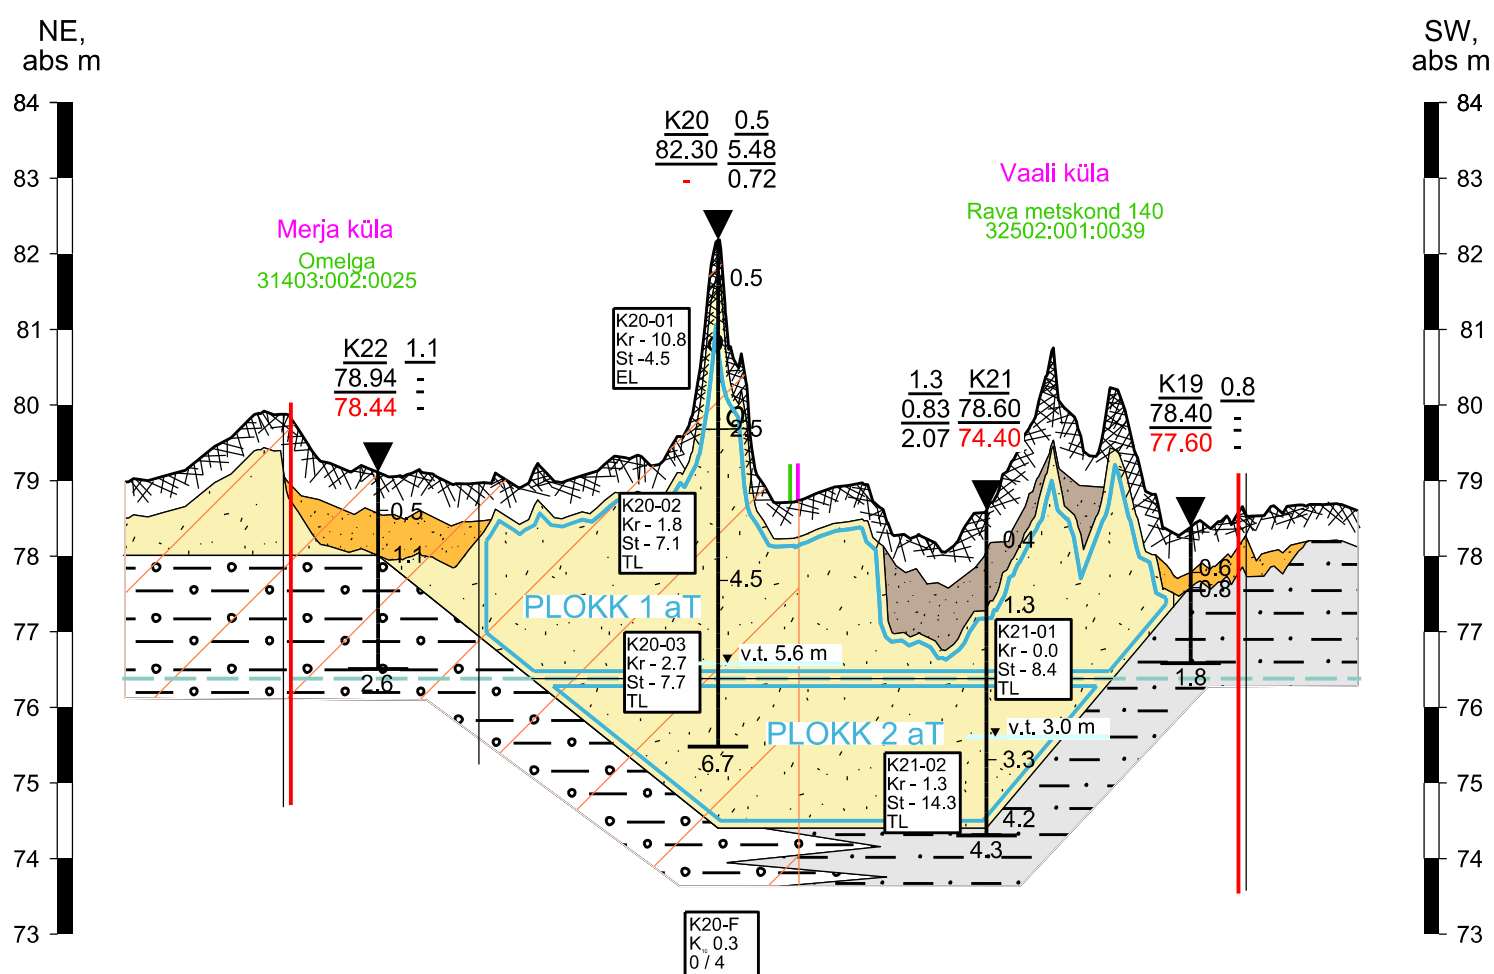 NE,
abs m
SW,
abs m
84
83
82
81
80
79
78
77
76
75
74
73
84
83
82
81
80
79
78
77
76
75
74
73
K20 0.5
82.30 5.48
- 0.72
Vaali küla
Rava metskond 140
32502:001:0039
Merja küla
Omelga
31403:002:0025
K22 1.1
78.94 -
78.44 -
-
1.3 K21
0.83 78.60
2.07 74.40
K19 0.8
78.40 -
77.60 -
-
0.5
2.5
4.5
6.7
K20-01
Kr - 10.8
St -4.5
EL
K20-02
Kr - 1.8
St - 7.1
TL
K20-03
Kr - 2.7
St - 7.7
TL
0.5
1.1
2.6
0.4
1.3
3.3
4.2
4.3
0.6
0.8
1.8
K21-01
Kr - 0.0
St - 8.4
TL
K21-02
Kr - 1.3
St - 14.3
TL
PLOKK 1 aT
PLOKK 2 aT
v.t. 5.6 m
v.t. 3.0 m
K20-F
K10 0.3
0 / 4